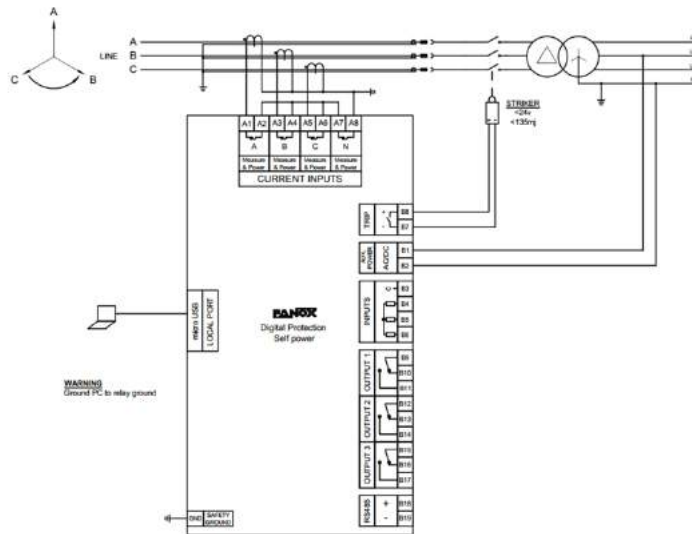 A
C
B
LINE
A
B
C
STRIKER
<24v
<135mj
A1 A2 A3 A4 A5 A6 A7 A8
A B C N
Measure & Power Measure & Power Measure & Power Measure & Power
CURRENT INPUTS
TRIP
+
-
B7
POWER
AC/DC
B1
B2
INPUTS
C
B3
B4
B5
B6
micro USB
LOCAL PORT
FANOX
Digital Protection
Self power
WARNING
Ground PC to relay ground
OUTPUT 1
B9
B10
B11
OUTPUT 2
B12
B13
B14
OUTPUT 3
B15
B16
B17
RS485
+
-
B18
B19
GND
SAFETY
GROUND